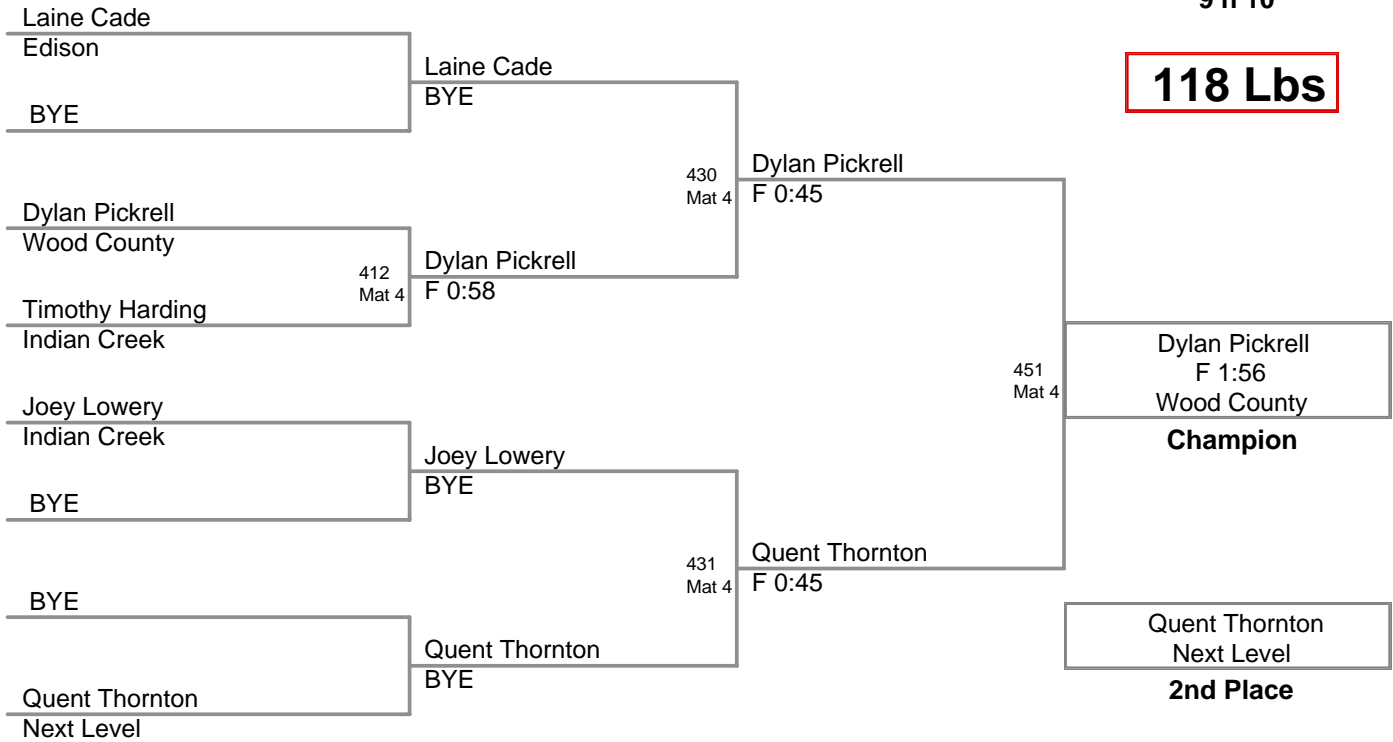 9 n 10
118 Lbs
Laine Cade
Edison
BYE
Dylan Pickrell
Wood County
Timothy Harding
Indian Creek
Joey Lowery
Indian Creek
BYE
BYE
Quent Thornton
Next Level
Laine Cade
BYE
412
Mat 4
Dylan Pickrell
F 0:58
Joey Lowery
BYE
Quent Thornton
BYE
430
Mat 4
Dylan Pickrell
F 0:45
431
Mat 4
Quent Thornton
F 0:45
451
Mat 4
Dylan Pickrell
F 1:56
Wood County
Champion
Quent Thornton
Next Level
2nd Place